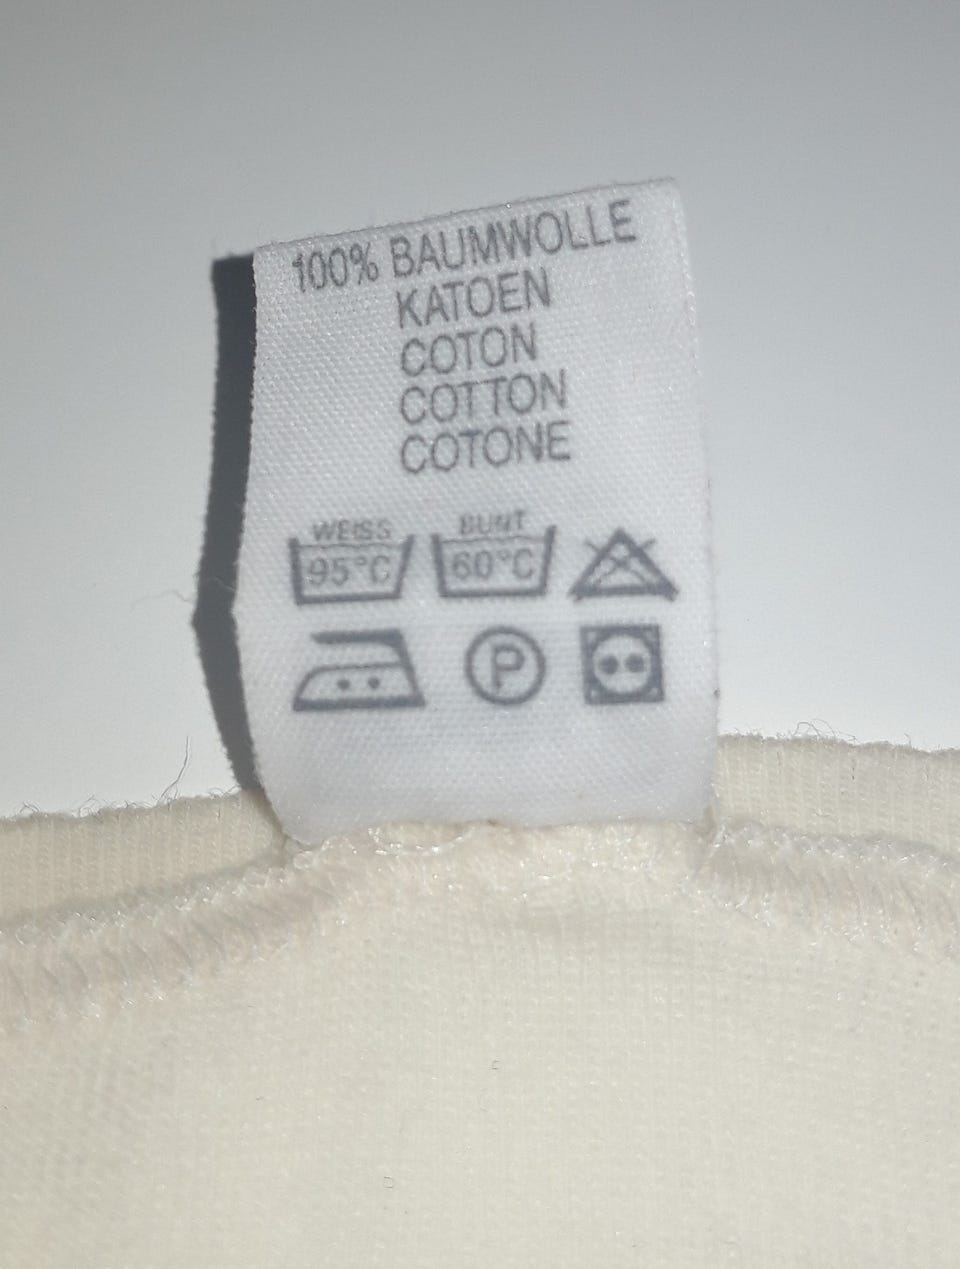 100% BAUMWOLLE
KATOEN
COTON
COTTON
COTONE
WEISS BUNT
95°C 60°C
P